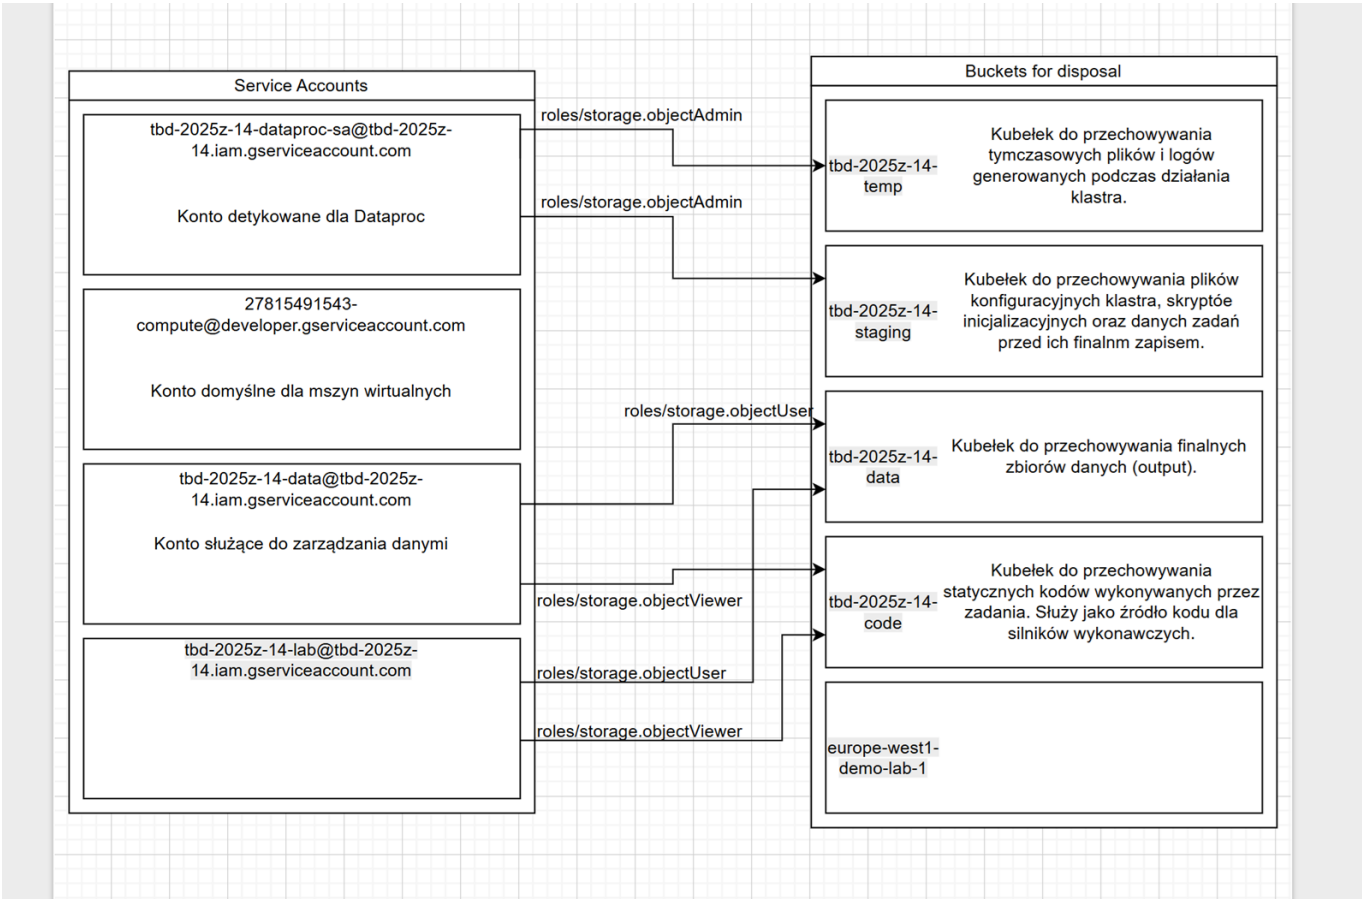 Service Accounts
tbd-2025z-14-dataproc-sa@tbd-2025z-
14.iam.gserviceaccount.com
Konto detykowane dla Dataproc
27815491543-
compute@developer.gserviceaccount.com
Konto domyślne dla mszyn wirtualnych
tbd-2025z-14-data@tbd-2025z-
14.iam.gserviceaccount.com
Konto służące do zarządzania danymi
tbd-2025z-14-lab@tbd-2025z-
14.iam.gserviceaccount.com
roles/storage.objectAdmin
roles/storage.objectAdmin
roles/storage.objectUser
roles/storage.objectViewer
roles/storage.objectUser
roles/storage.objectViewer
Buckets for disposal
tbd-2025z-14-
temp
Kubełek do przechowywania
tymczasowych plików i logów
generowanych podczas działania
klastra.
tbd-2025z-14-
staging
Kubełek do przechowywania plików
konfiguracyjnych klastra, skryptóe
inicjalizacyjnych oraz danych zadań
przed ich finalnm zapisem.
tbd-2025z-14-
data
Kubełek do przechowywania finalnych
zbiorów danych (output).
tbd-2025z-14-
code
Kubełek do przechowywania
statycznych kodów wykonywanych przez
zadania. Służy jako źródło kodu dla
silników wykonawczych.
europe-west1-
demo-lab-1